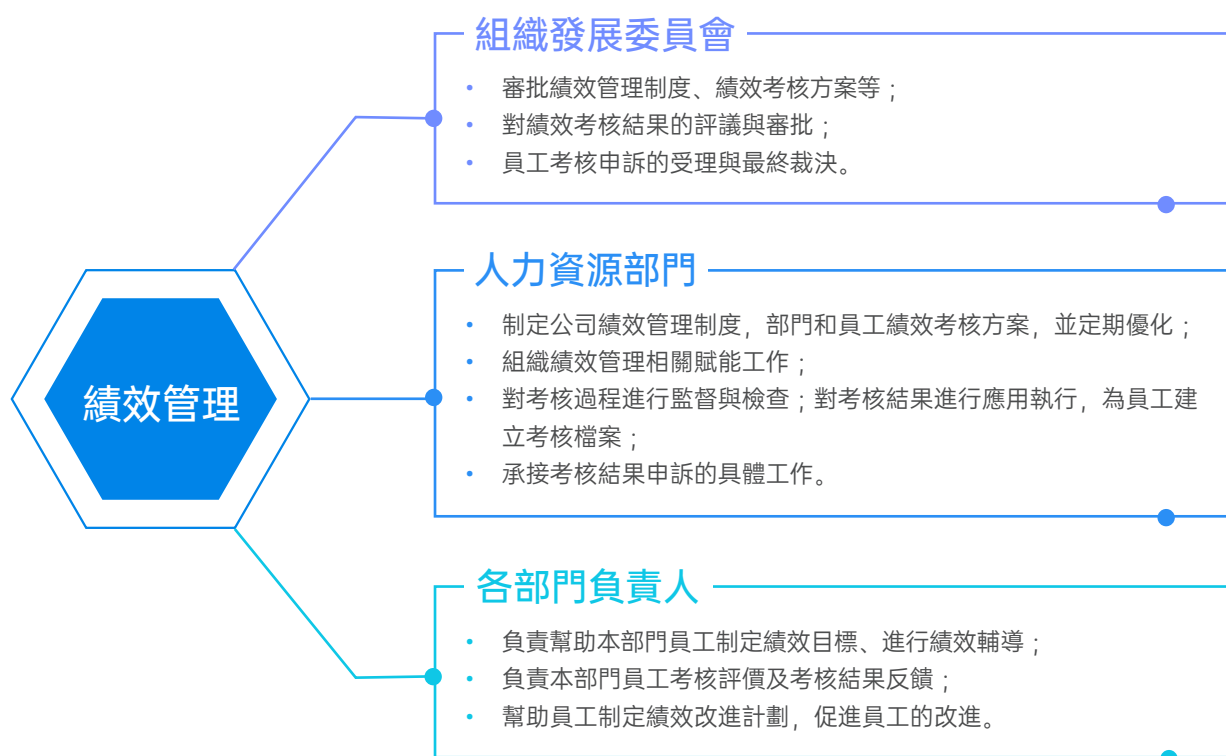 組織發展委員會
• 審批績效管理制度、績效考核方案等；
• 對績效考核結果的評議與審批；
• 員工考核申訴的受理與最終裁決。
人力資源部門
• 制定公司績效管理制度，部門和員工績效考核方案，並定期優化；
• 組織績效管理相關賦能工作；
• 對考核過程進行監督與檢查；對考核結果進行應用執行，為員工建
立考核檔案；
• 承接考核結果申訴的具體工作。
績效管理
各部門負責人
• 負責幫助本部門員工制定績效目標、進行績效輔導；
• 負責本部門員工考核評價及考核結果反饋；
• 幫助員工制定績效改進計劃，促進員工的改進。